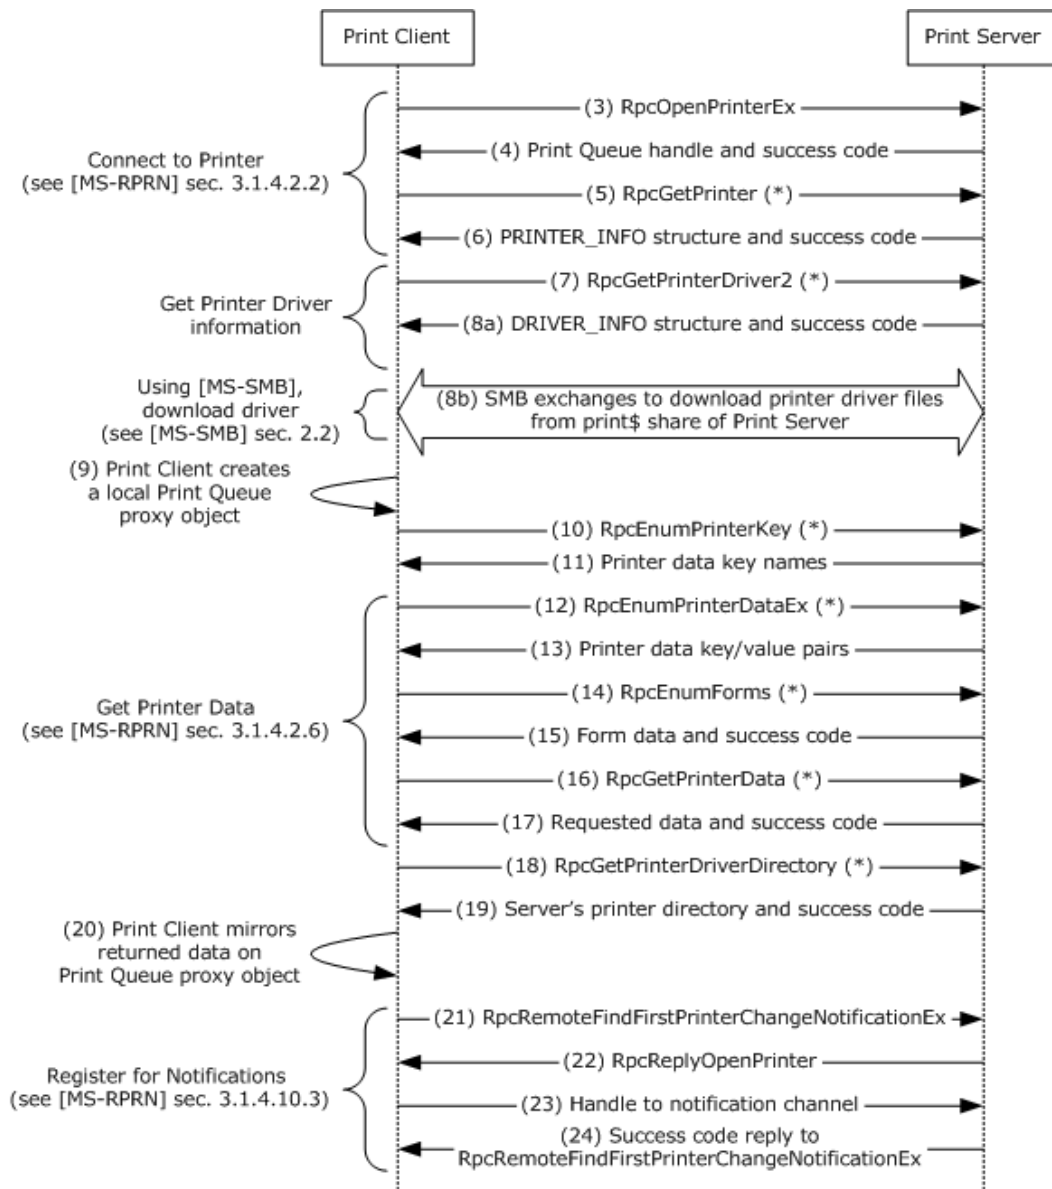 Print Client
Print Server
(3) RpcOpenPrinterEx
(4) Print Queue handle and success code
Connect to Printer
(see [MS-RPRN] sec. 3.1.4.2.2)
(5) RpcGetPrinter (*)
(6) PRINTER_INFO structure and success code
(7) RpcGetPrinterDriver2 (*)
Get Printer Driver
information
(8a) DRIVER_INFO structure and success code
Using [MS-SMB],
download driver
(see [MS-SMB] sec. 2.2)
(8b) SMB exchanges to download printer driver files
from print$ share of Print Server
(9) Print Client creates
a local Print Queue
proxy object
(10) RpcEnumPrinterKey (*)
(11) Printer data key names
(12) RpcEnumPrinterDataEx (*)
(13) Printer data key/value pairs
(14) RpcEnumForms (*)
Get Printer Data
(see [MS-RPRN] sec. 3.1.4.2.6)
(15) Form data and success code
(16) RpcGetPrinterData (*)
(17) Requested data and success code
(18) RpcGetPrinterDriverDirectory (*)
(19) Server's printer directory and success code
(20) Print Client mirrors
returned data on
Print Queue proxy object
(21) RpcRemoteFindFirstPrinterChangeNotificationEx
(22) RpcReplyOpenPrinter
Register for Notifications
(see [MS-RPRN] sec. 3.1.4.10.3)
(23) Handle to notification channel
(24) Success code reply to
RpcRemoteFindFirstPrinterChangeNotificationEx